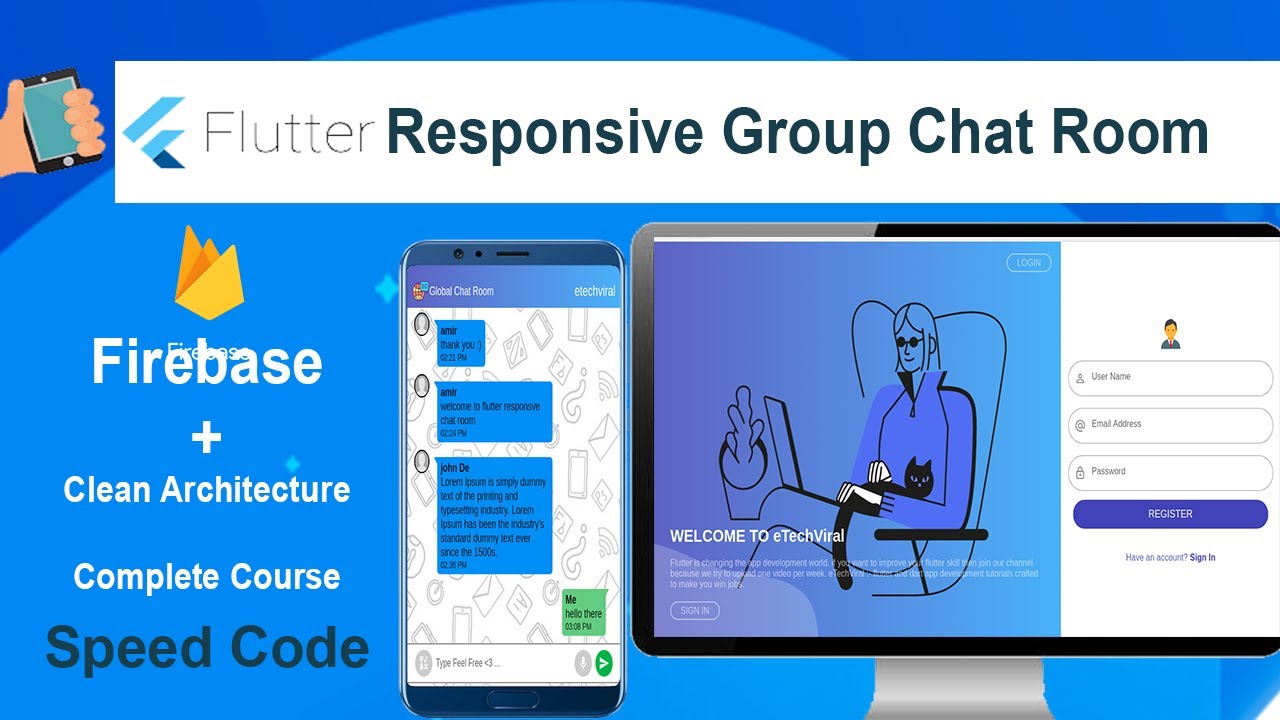 Flutter Responsive Group Chat Room
Firebase
Firebase
+
Clean Architecture
Complete Course
Speed Code
Global Chat Room
etechviral
amir
thank you :)
02:21 PM
amir
welcome to flutter responsve
chat room
02:24 PM
john De
Lorem Ipsum is simply dummy
text of the printing and
typesetting industry. Lorem
Ipsum has been the industry's
standard dummy text ever
since the 1500s,
02:36 PM
Me
hello there
03:08 PM
Type Feel Free <3 ...
LOGIN
WELCOME TO eTechViral
Flutter is changing the app development world. if you want to improve your flutter skill then join our channel
because we try to upload one video per week. eTechViral :- flutter and dart app development tutorials crafted
to make you win jobs.
SIGN IN
User Name
Email Address
Password
REGISTER
Have an account? Sign In